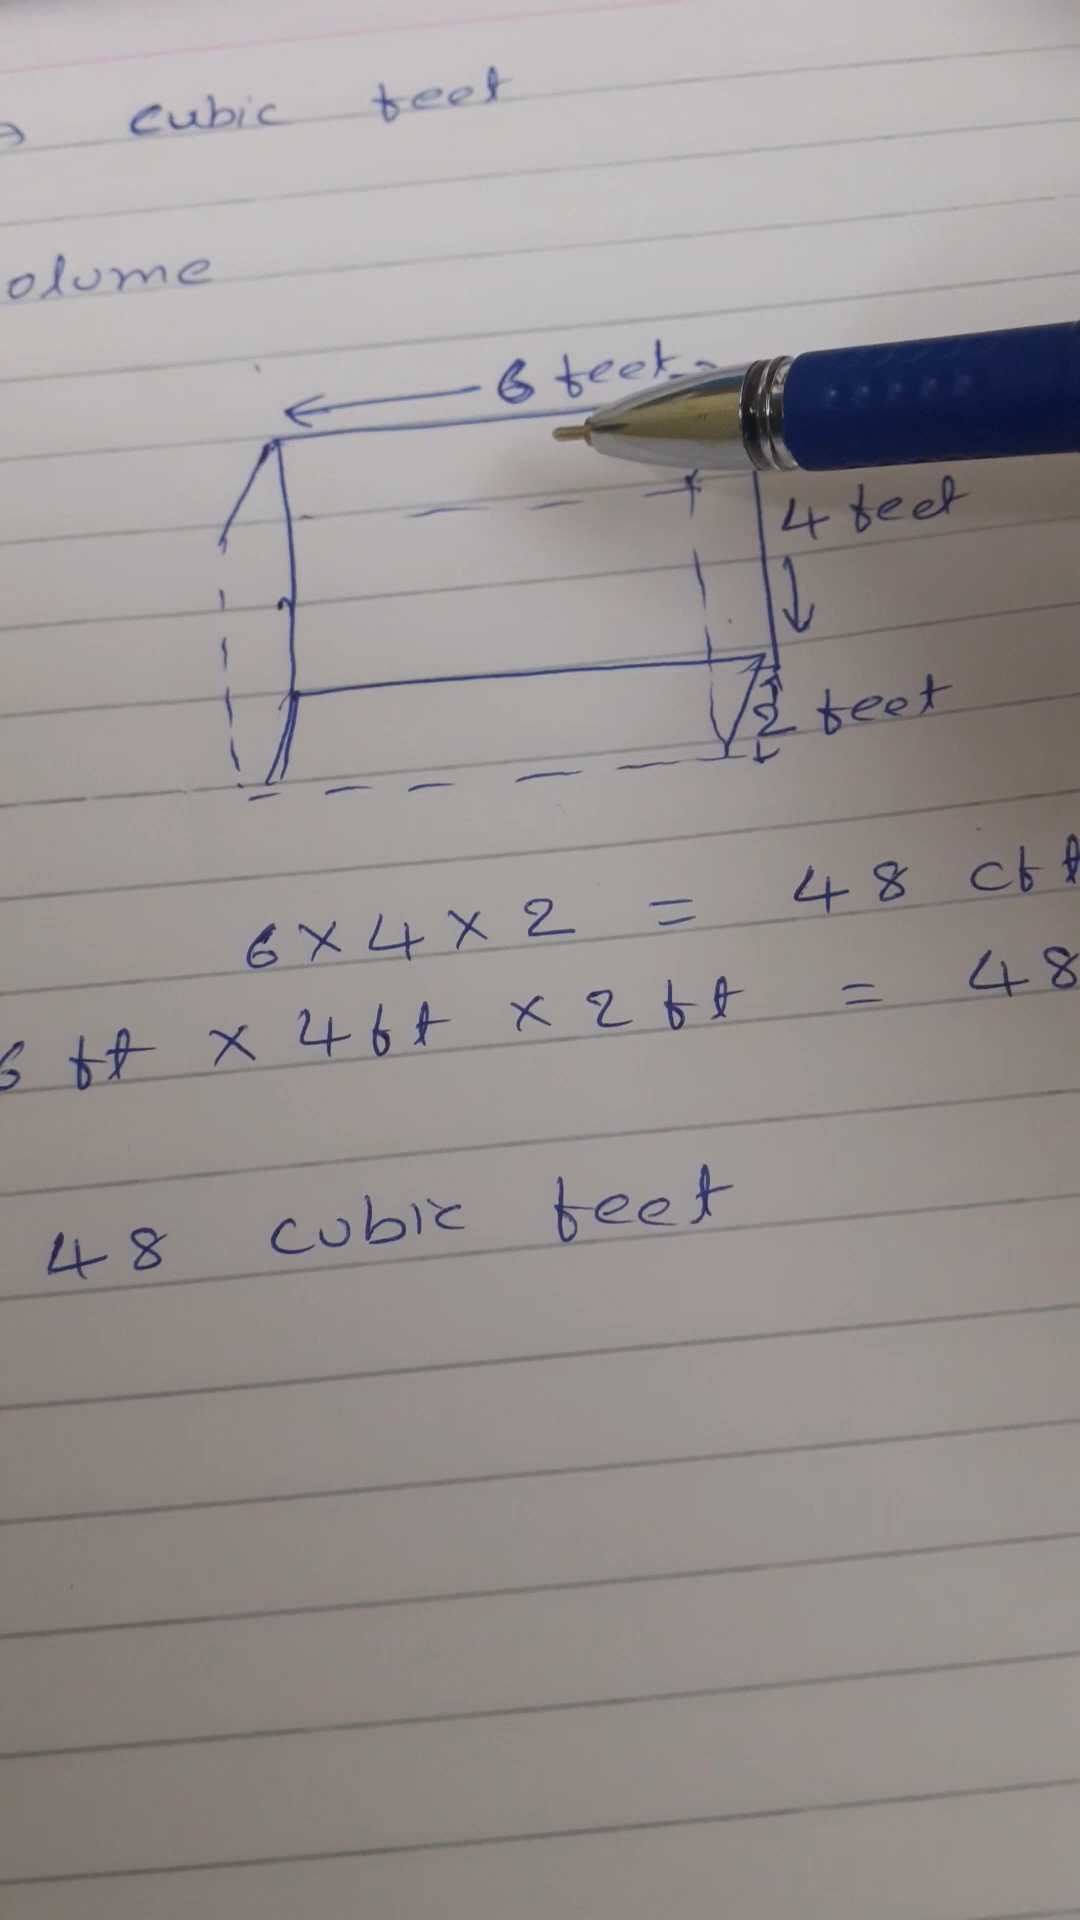 → cubic feet
olume
6 feet
4 feet
2 feet
6 x 4 x 2 = 48 cft
6 ft x 4 ft x 2 ft = 48
48 cubic feet